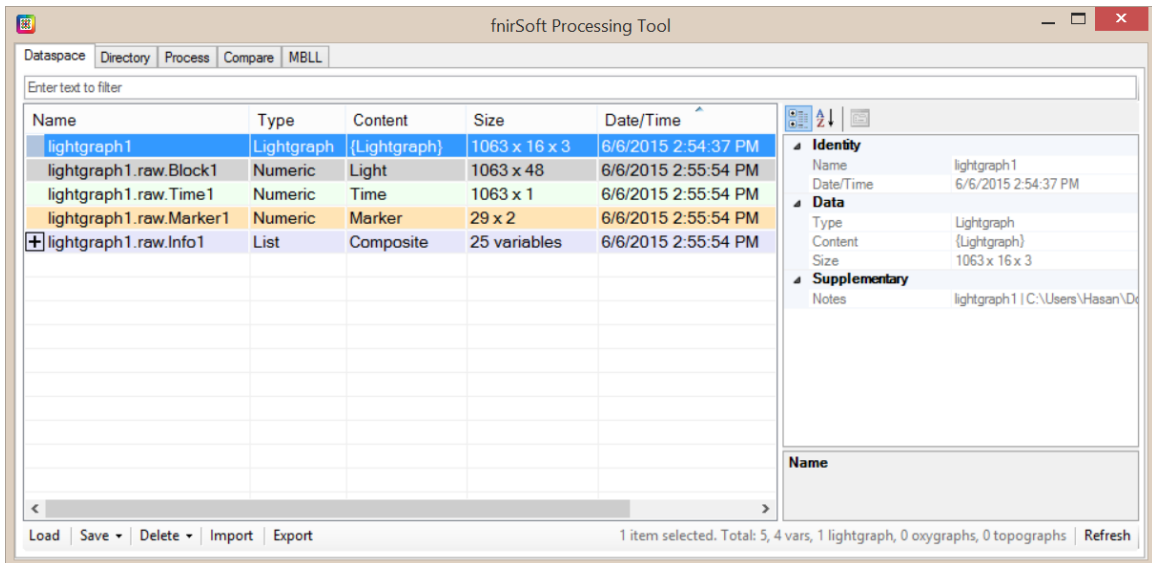 fnirSoft Processing Tool
Dataspace Directory Process Compare MBLL
Enter text to filter
Name Type Content Size Date/Time
lightgraph1 Lightgraph {Lightgraph} 1063 x 16 x 3 6/6/2015 2:54:37 PM
lightgraph1.raw.Block1 Numeric Light 1063 x 48 6/6/2015 2:55:54 PM
lightgraph1.raw.Time1 Numeric Time 1063 x 1 6/6/2015 2:55:54 PM
lightgraph1.raw.Marker1 Numeric Marker 29 x 2 6/6/2015 2:55:54 PM
lightgraph1.raw.Info1 List Composite 25 variables 6/6/2015 2:55:54 PM
Identity
Name lightgraph1
Date/Time 6/6/2015 2:54:37 PM
Data
Type Lightgraph
Content {Lightgraph}
Size 1063 x 16 x 3
Supplementary
Notes lightgraph1 | C:\Users\Hasan\Do
Name
Load Save Delete Import Export 1 item selected. Total: 5, 4 vars, 1 lightgraph, 0 oxygraphs, 0 topographs Refresh